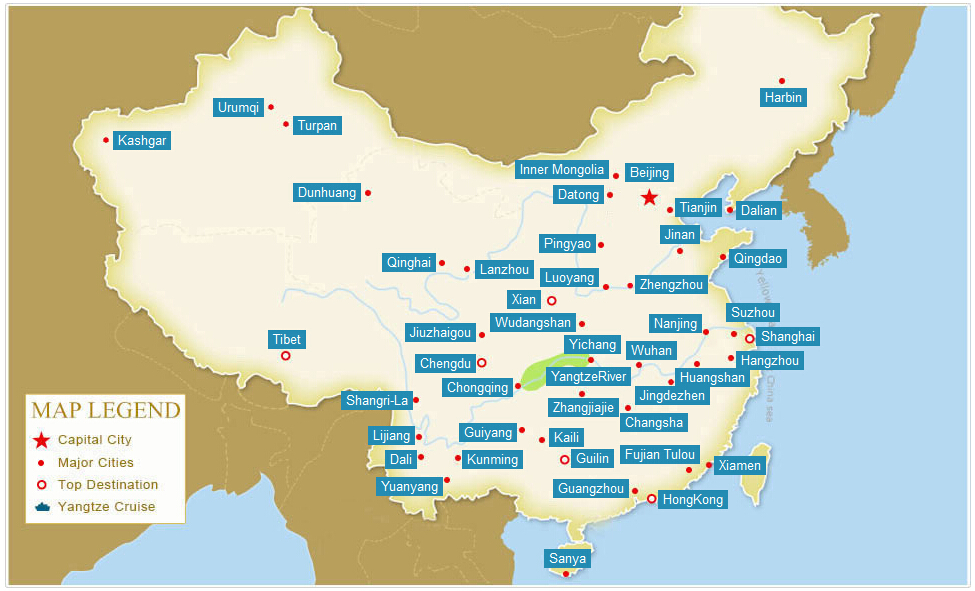 Harbin
Urumqi
Turpan
Kashgar
Inner Mongolia
Beijing
Dunhuang
Datong
Tianjin
Dalian
Jinan
Pingyao
Qinghai
Lanzhou
Qingdao
Luoyang
Zhengzhou
Yellow
Xian
Suzhou
Wudangshan
Nanjing
Jiuzhaigou
Tibet
Shanghai
Yichang
Wuhan
Hangzhou
Chengdu
YangtzeRiver
Huangshan
Chongqing
China sea
Jingdezhen
Shangri-La
Zhangjiajie
Changsha
Lijiang
Guiyang
Kaili
Fujian Tulou
Dali
Kunming
Guilin
Xiamen
Yuanyang
Guangzhou
HongKong
Sanya
MAP LEGEND
Capital City
Major Cities
Top Destination
Yangtze Cruise